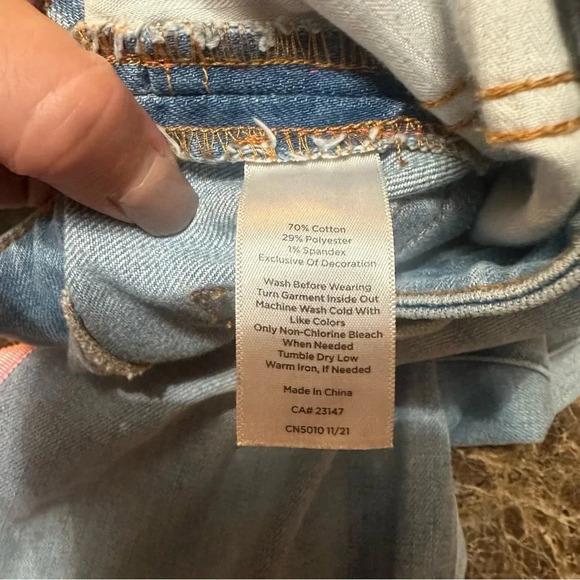 70% Cotton
29% Polyester
1% Spandex
Exclusive Of Decoration
Wash Before Wearing
Turn Garment Inside Out
Machine Wash Cold With
Like Colors
Only Non-Chlorine Bleach
When Needed
Tumble Dry Low
Warm Iron, If Needed
Made In China
CA# 23147
CN5010 11/21